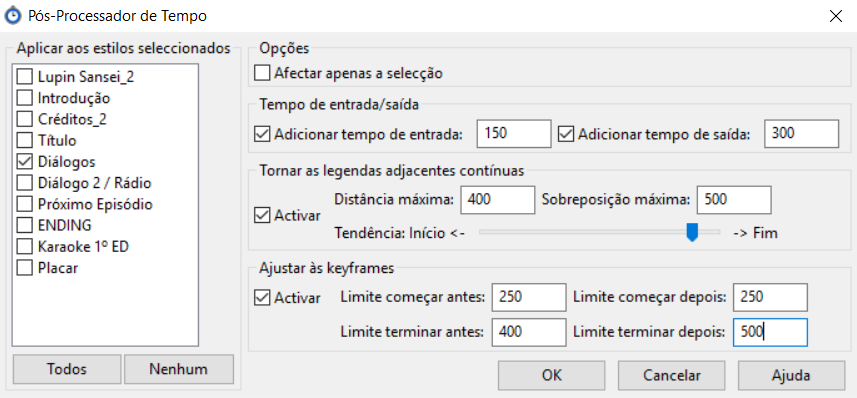 Pós-Processador de Tempo
Aplicar aos estilos seleccionados
Lupin Sansei_2
Introdução
Créditos_2
Título
Diálogos
Diálogo 2 / Rádio
Próximo Episódio
ENDING
Karaoke 1º ED
Placar
Todos
Nenhum
Opções
Afectar apenas a selecção
Tempo de entrada/saída
Adicionar tempo de entrada: 150 Adicionar tempo de saída: 300
Tornar as legendas adjacentes contínuas
Activar
Distância máxima: 400 Sobreposição máxima: 500
Tendência: Início <- -> Fim
Ajustar às keyframes
Activar
Limite começar antes: 250 Limite começar depois: 250
Limite terminar antes: 400 Limite terminar depois: 500
OK
Cancelar
Ajuda